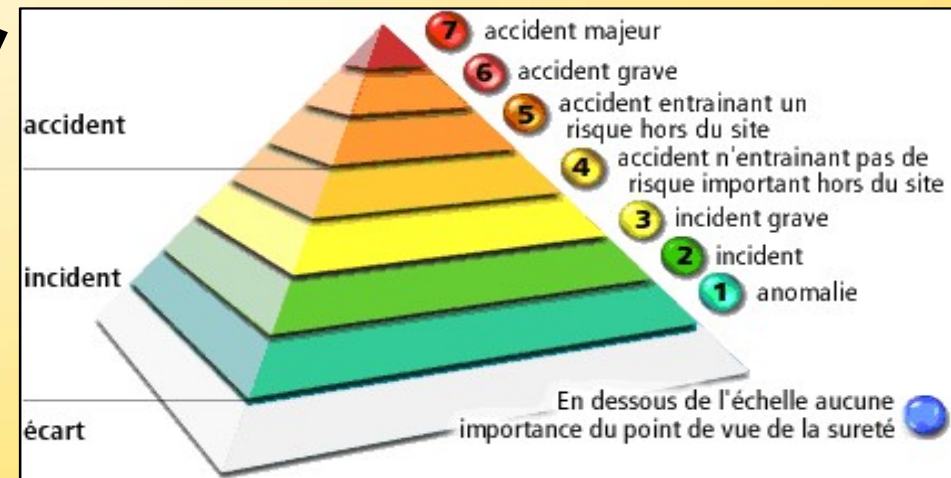 7 accident majeur
6 accident grave
5 accident entrainant un
risque hors du site
4 accident n'entrainant pas de
risque important hors du site
3 incident grave
2 incident
1 anomalie
En dessous de l'échelle aucune
importance du point de vue de la sureté
accident
incident
écart